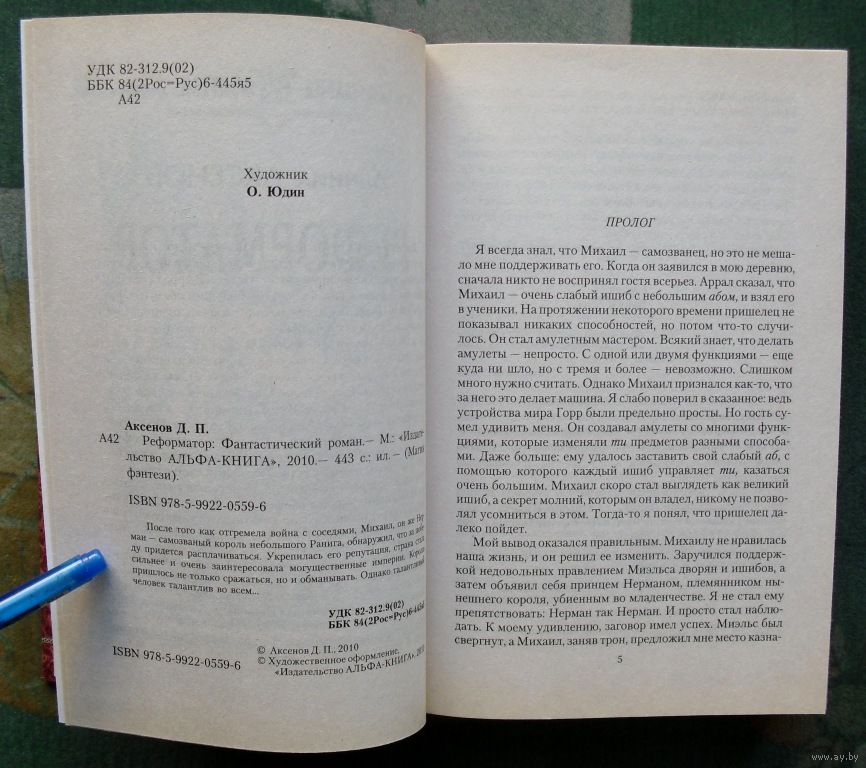 УДК 82-312.9(02)
ББК 84(2Рос=Рус)6-445я5
А42
Художник
О. Юдин
Аксенов Д. П.
А42 Реформатор: Фантастический роман.— М.: «Издате-
льство АЛЬФА-КНИГА», 2010.— 443 с.: ил.— (Магия
фэнтези).
ISBN 978-5-9922-0559-6
После того как отгремела война с соседями, Михаил, он же Нер-
ман — самозваный король небольшого Ранига, обнаружил, что за
ду придется расплачиваться. Укрепилась его репутация, страна стала
сильнее и очень заинтересовала могущественные империи. Королю
пришлось не только сражаться, но и обманывать. Однако талантливый
человек талантлив во всем...
УДК 82-312.9(02)
ББК 84(2Рос=Рус)6-445я5
ISBN 978-5-9922-0559-6
© Аксенов Д. П., 2010
© Художественное оформление,
«Издательство АЛЬФА-КНИГА», 2010
ПРОЛОГ
Я всегда знал, что Михаил — самозванец, но это не меша-
ло мне поддерживать его. Когда он заявился в мою деревню,
сначала никто не воспринял гостя всерьез. Аррал сказал, что
Михаил — очень слабый ишиб с небольшим абом, и взял его
в ученики. На протяжении некоторого времени пришелец не
показывал никаких способностей, но потом что-то случи-
лось. Он стал амулетным мастером. Всякий знает, что делать
амулеты — непросто. С одной или двумя функциями — еще
куда ни шло, но с тремя и более — невозможно. Слишком
много нужно считать. Однако Михаил признался как-то, что
за него это делает машина. Я слабо поверил в сказанное: ведь
устройства мира Горр были предельно просты. Но гость су-
мел удивить меня. Он создавал амулеты со многими функ-
циями, которые изменяли ти предметов разными способа-
ми. Даже больше: ему удалось заставить свой слабый аб, с
помощью которого каждый ишиб управляет ти, казаться
очень большим. Михаил скоро стал выглядеть как великий
ишиб, а секрет молний, которым он владел, никому не позво-
лял усомниться в этом. Тогда-то я понял, что пришелец да-
леко пойдет.
Мой вывод оказался правильным. Михаилу не нравилась
наша жизнь, и он решил ее изменить. Заручился поддерж-
кой недовольных правлением Миэльса дворян и ишибов, а
затем объявил себя принцем Нерманом, племянником ны-
нешнего короля, убиенным во младенчестве. Я не стал ему
препятствовать: Нерман так Нерман. И просто стал наблю-
дать. К моему удивлению, заговор имел успех. Миэльс был
свергнут, а Михаил, заняв трон, предложил мне место казна-
5
www.ay.by